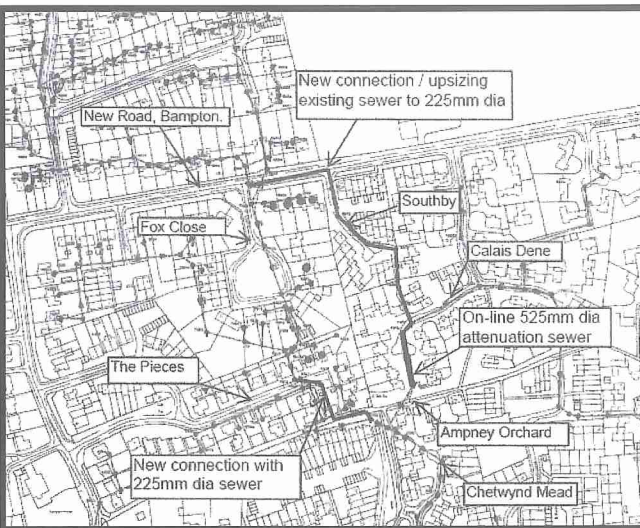 New connection / upsizing
existing sewer to 225mm dia
New Road, Bampton.
Southby
Fox Close
Calais Dene
On-line 525mm dia
attenuation sewer
The Pieces
Ampney Orchard
New connection with
225mm dia sewer
Chetwynd Mead